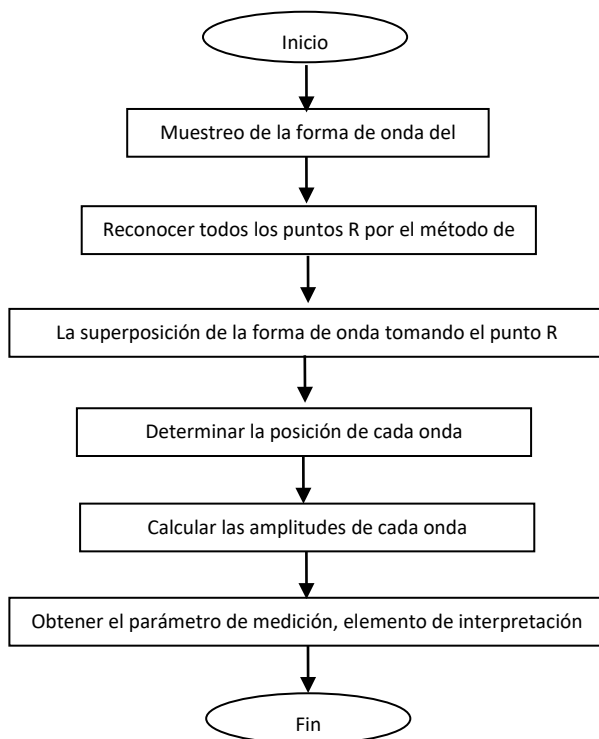 Inicio
Muestreo de la forma de onda del
Reconocer todos los puntos R por el método de
La superposición de la forma de onda tomando el punto R
Determinar la posición de cada onda
Calcular las amplitudes de cada onda
Obtener el parámetro de medición, elemento de interpretación
Fin